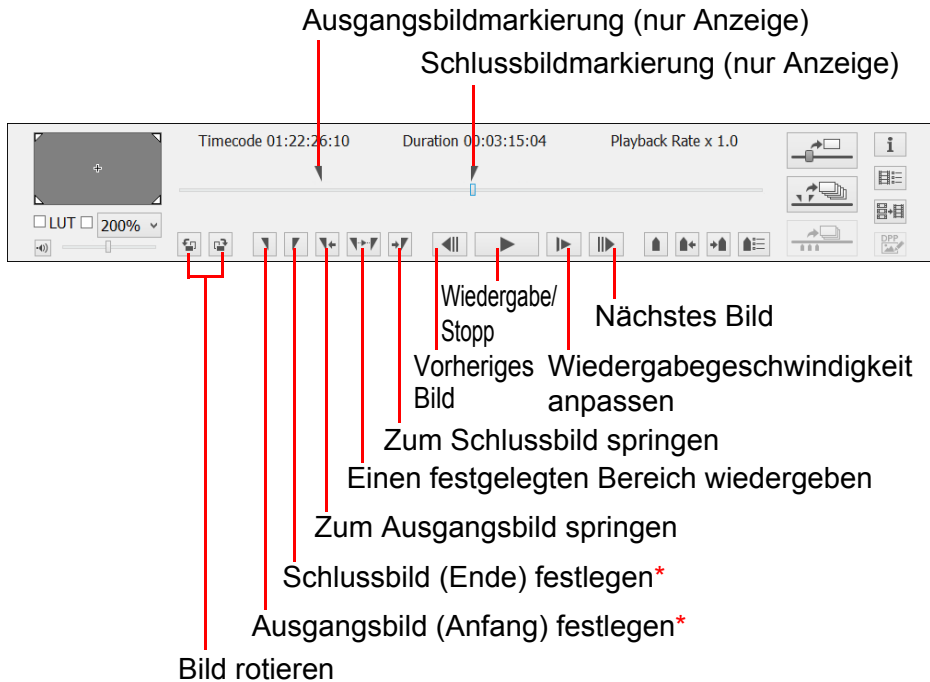 Ausgangsbildmarkierung (nur Anzeige)
Schlussbildmarkierung (nur Anzeige)
Timecode 01:22:26:10 Duration 00:03:15:04 Playback Rate x 1.0
LUT 200%
DPP
Wiedergabe/
Stopp
Nächstes Bild
Vorheriges
Bild
Wiedergabegeschwindigkeit
anpassen
Zum Schlussbild springen
Einen festgelegten Bereich wiedergeben
Zum Ausgangsbild springen
Schlussbild (Ende) festlegen*
Ausgangsbild (Anfang) festlegen*
Bild rotieren